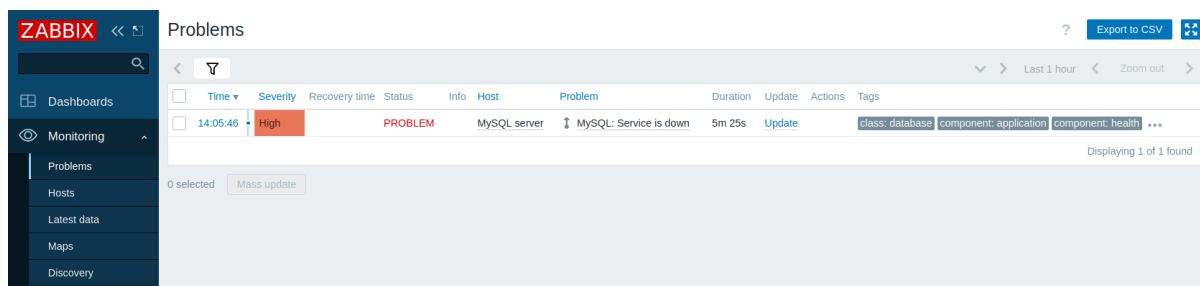 ZABBIX
Problems
? Export to CSV
Last 1 hour Zoom out
Dashboards
Time Severity Recovery time Status Info Host Problem Duration Update Actions Tags
Monitoring
14:05:46 High PROBLEM MySQL server MySQL: Service is down 5m 25s Update class: database component: application component: health •••
Displaying 1 of 1 found
Problems
0 selected Mass update
Hosts
Latest data
Maps
Discovery